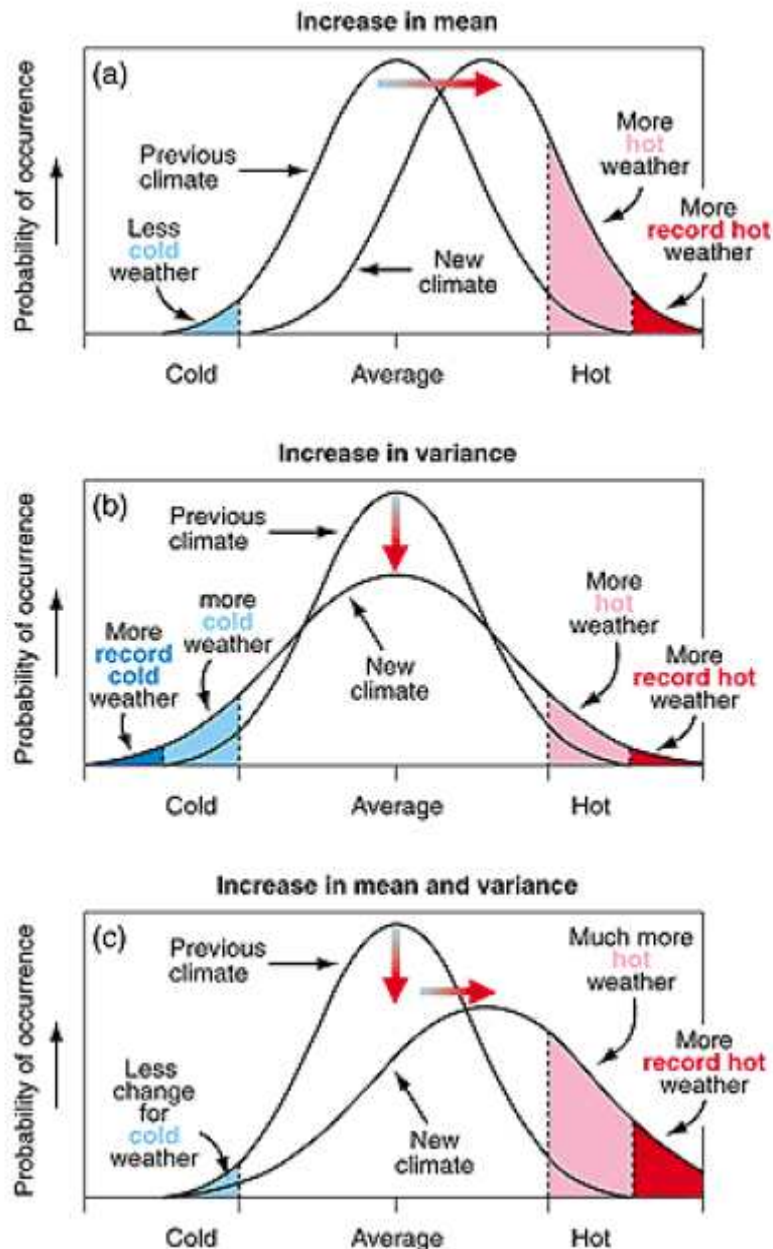 Increase in mean
(a)
Probability of occurrence
Previous
climate
Less
cold
weather
New
climate
More
hot
weather
More
record hot
weather
Cold
Average
Hot
Increase in variance
(b)
Probability of occurrence
Previous
climate
more
cold
weather
More
record
cold
weather
New
climate
More
hot
weather
More
record hot
weather
Cold
Average
Hot
Increase in mean and variance
(c)
Probability of occurrence
Previous
climate
Less
change
for
cold
weather
New
climate
Much more
hot
weather
More
record hot
weather
Cold
Average
Hot